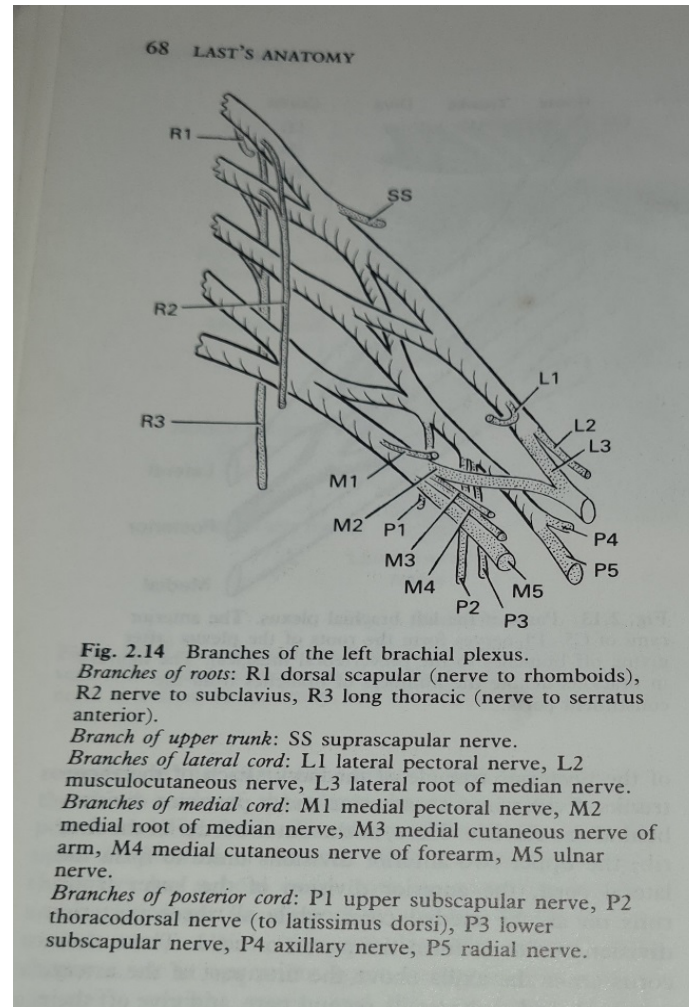 68 LAST'S ANATOMY
R1
SS
R2
L1
L2
L3
R3
M1
M2
P1
M3
M4
P2
P3
M5
P4
P5
Fig. 2.14 Branches of the left brachial plexus.
Branches of roots: R1 dorsal scapular (nerve to rhomboids),
R2 nerve to subclavius, R3 long thoracic (nerve to serratus
anterior).
Branch of upper trunk: SS suprascapular nerve.
Branches of lateral cord: L1 lateral pectoral nerve, L2
musculocutaneous nerve, L3 lateral root of median nerve.
Branches of medial cord: M1 medial pectoral nerve, M2
medial root of median nerve, M3 medial cutaneous nerve of
arm, M4 medial cutaneous nerve of forearm, M5 ulnar
nerve.
Branches of posterior cord: P1 upper subscapular nerve, P2
thoracodorsal nerve (to latissimus dorsi), P3 lower
subscapular nerve, P4 axillary nerve, P5 radial nerve.